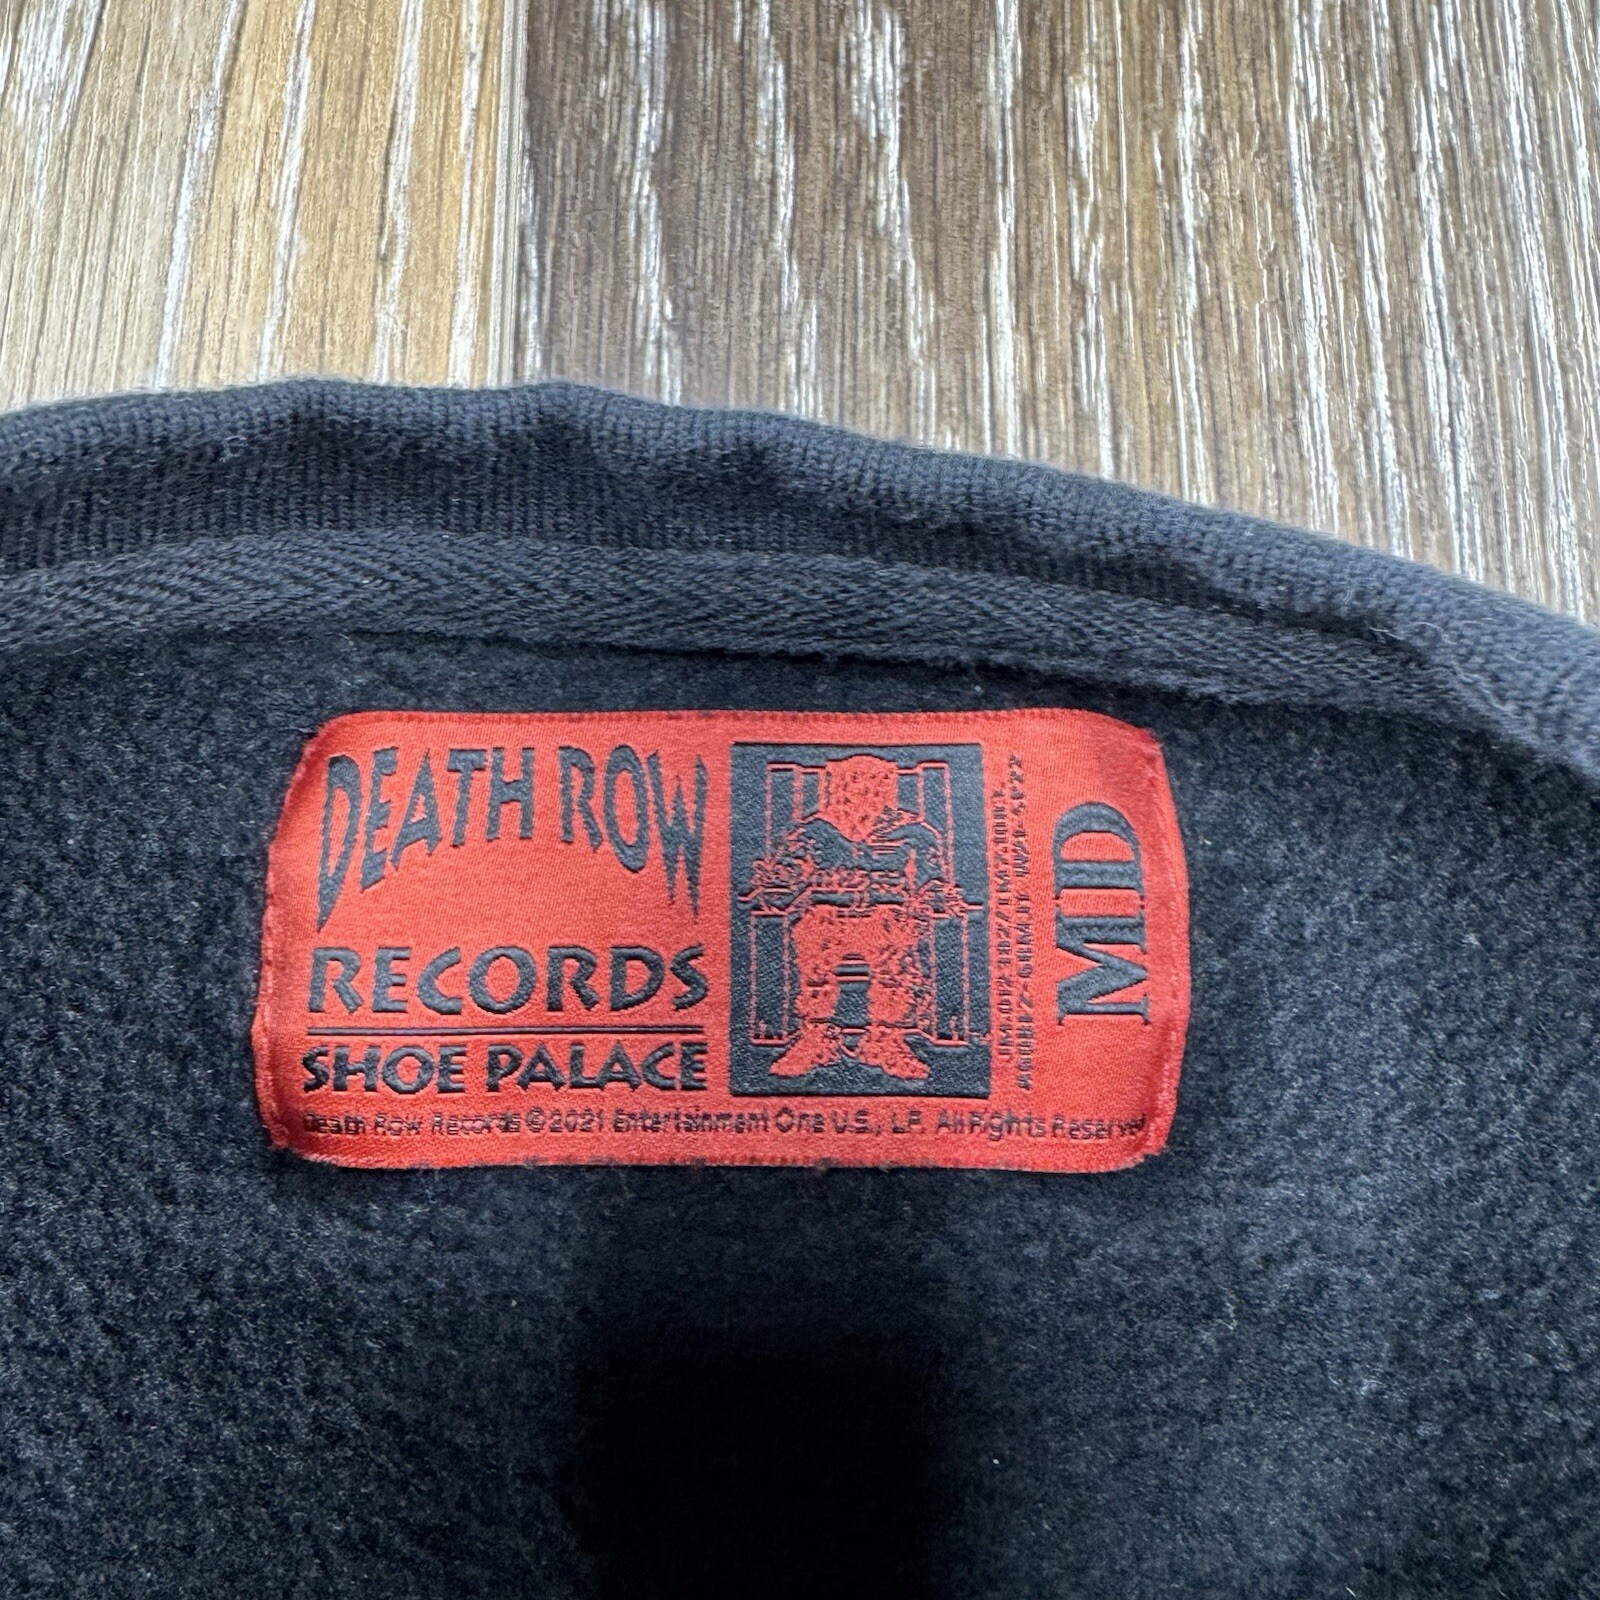 DEATH ROW
RECORDS
SHOE PALACE
Death Row Records © 2021 Entertainment One U.S., LP. All Rights Reserved
MD